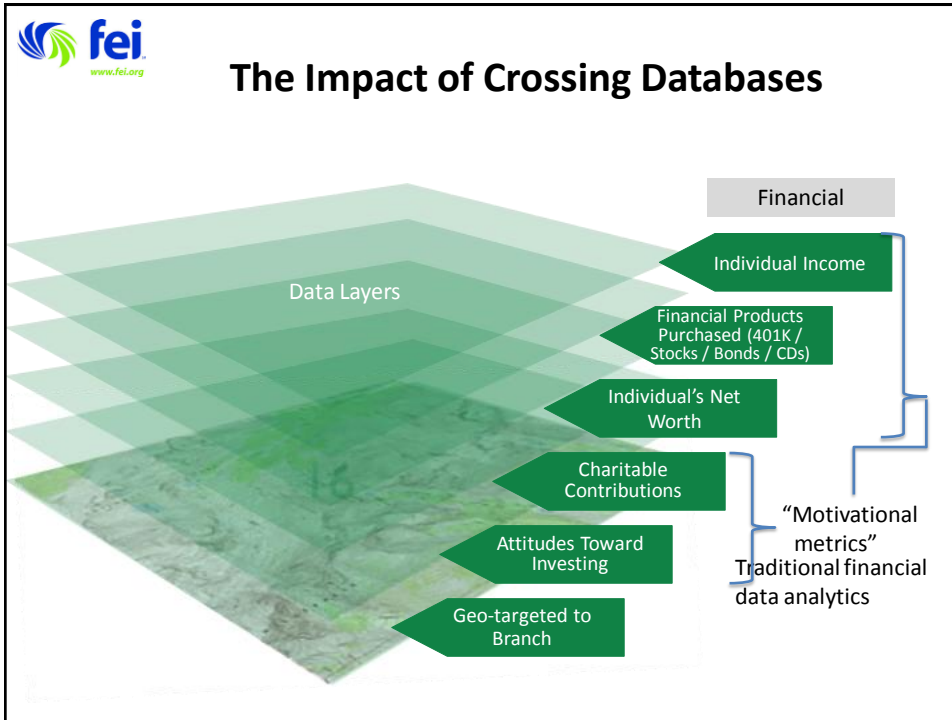 fei
www.fei.org
The Impact of Crossing Databases
Financial
Individual Income
Data Layers
Financial Products
Purchased (401K /
Stocks / Bonds / CDs)
Individual’s Net
Worth
Charitable
Contributions
“Motivational
metrics”
Attitudes Toward
Investing
Traditional financial
data analytics
Geo-targeted to
Branch